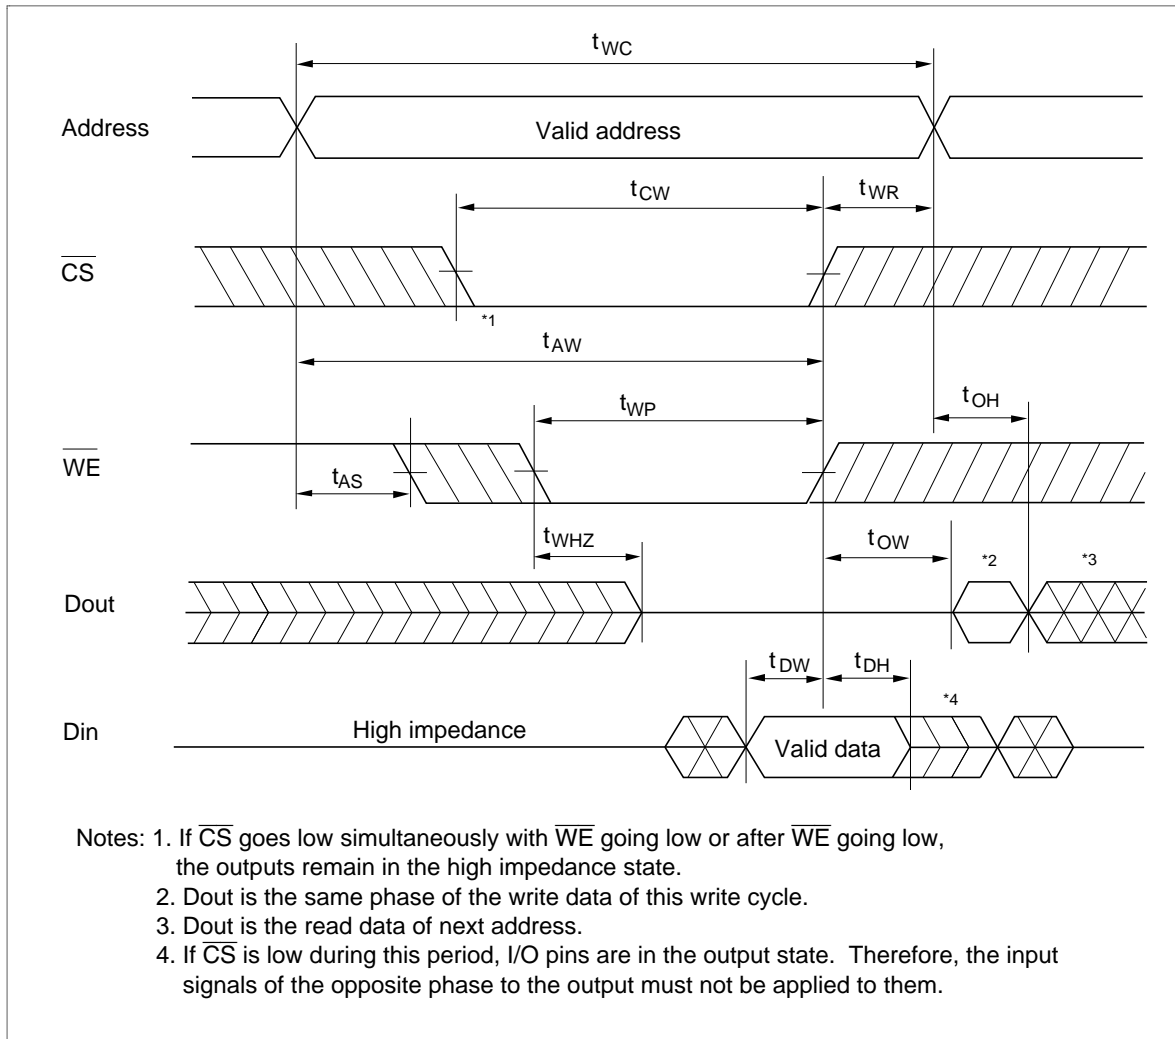 tWC
Address
Valid address
tCW
tWR
CS
*1
tAW
tWP
tOH
WE
tAS
tWHZ
tOW
*2
*3
Dout
tDW
tDH
*4
Din
High impedance
Valid data
Notes: 1. If CS goes low simultaneously with WE going low or after WE going low,
the outputs remain in the high impedance state.
2. Dout is the same phase of the write data of this write cycle.
3. Dout is the read data of next address.
4. If CS is low during this period, I/O pins are in the output state. Therefore, the input
signals of the opposite phase to the output must not be applied to them.